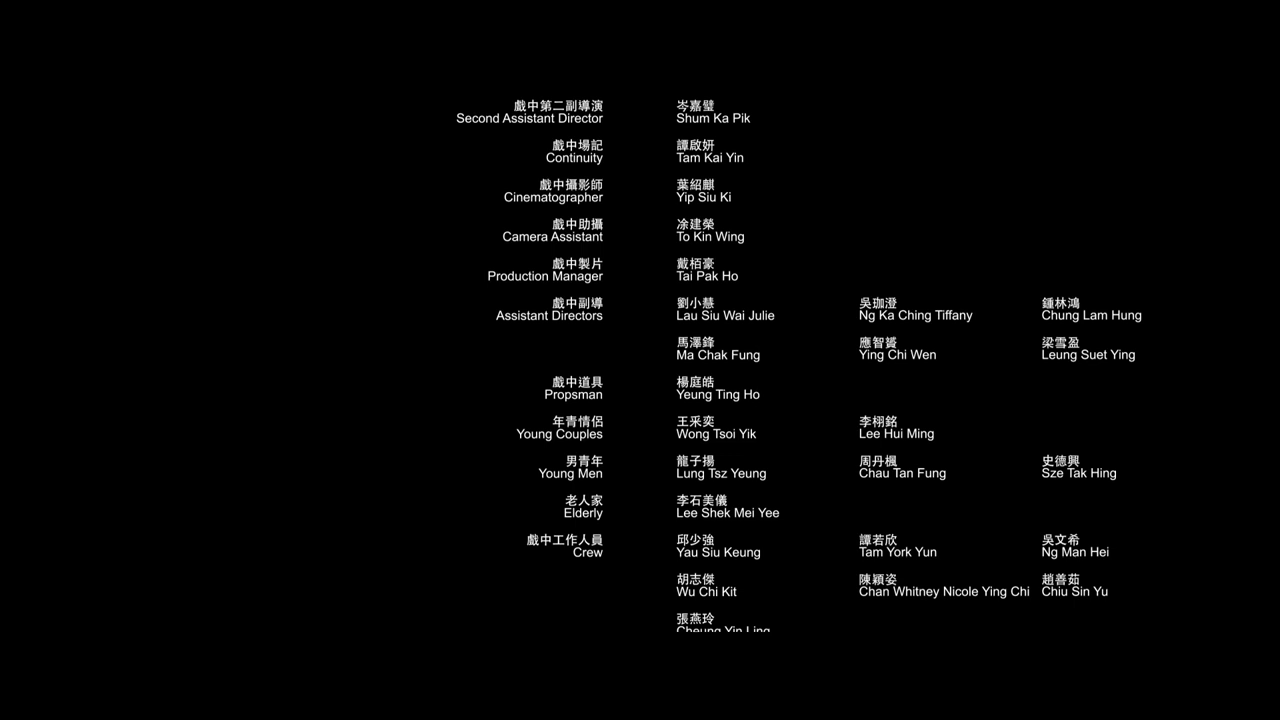 戲中第二副導演 岑嘉璧
Second Assistant Director Shum Ka Pik
戲中場記 譚啟妍
Continuity Tam Kai Yin
戲中攝影師 葉紹麒
Cinematographer Yip Siu Ki
戲中助攝 凃建榮
Camera Assistant To Kin Wing
戲中製片 戴栢豪
Production Manager Tai Pak Ho
戲中副導 劉小慧 吳珈澄 鍾林鴻
Assistant Directors Lau Siu Wai Julie Ng Ka Ching Tiffany Chung Lam Hung
馬澤鋒 應智贇 梁雪盈
Ma Chak Fung Ying Chi Wen Leung Suet Ying
戲中道具 楊庭皓
Propsman Yeung Ting Ho
年青情侶 王采奕 李栩銘
Young Couples Wong Tsoi Yik Lee Hui Ming
男青年 龍子揚 周丹楓 史德興
Young Men Lung Tsz Yeung Chau Tan Fung Sze Tak Hing
老人家 李石美儀
Elderly Lee Shek Mei Yee
戲中工作人員 邱少強 譚若欣 吳文希
Crew Yau Siu Keung Tam York Yun Ng Man Hei
胡志傑 陳穎姿 趙善茹
Wu Chi Kit Chan Whitney Nicole Ying Chi Chiu Sin Yu
張燕玲
Cheung Yin Ling